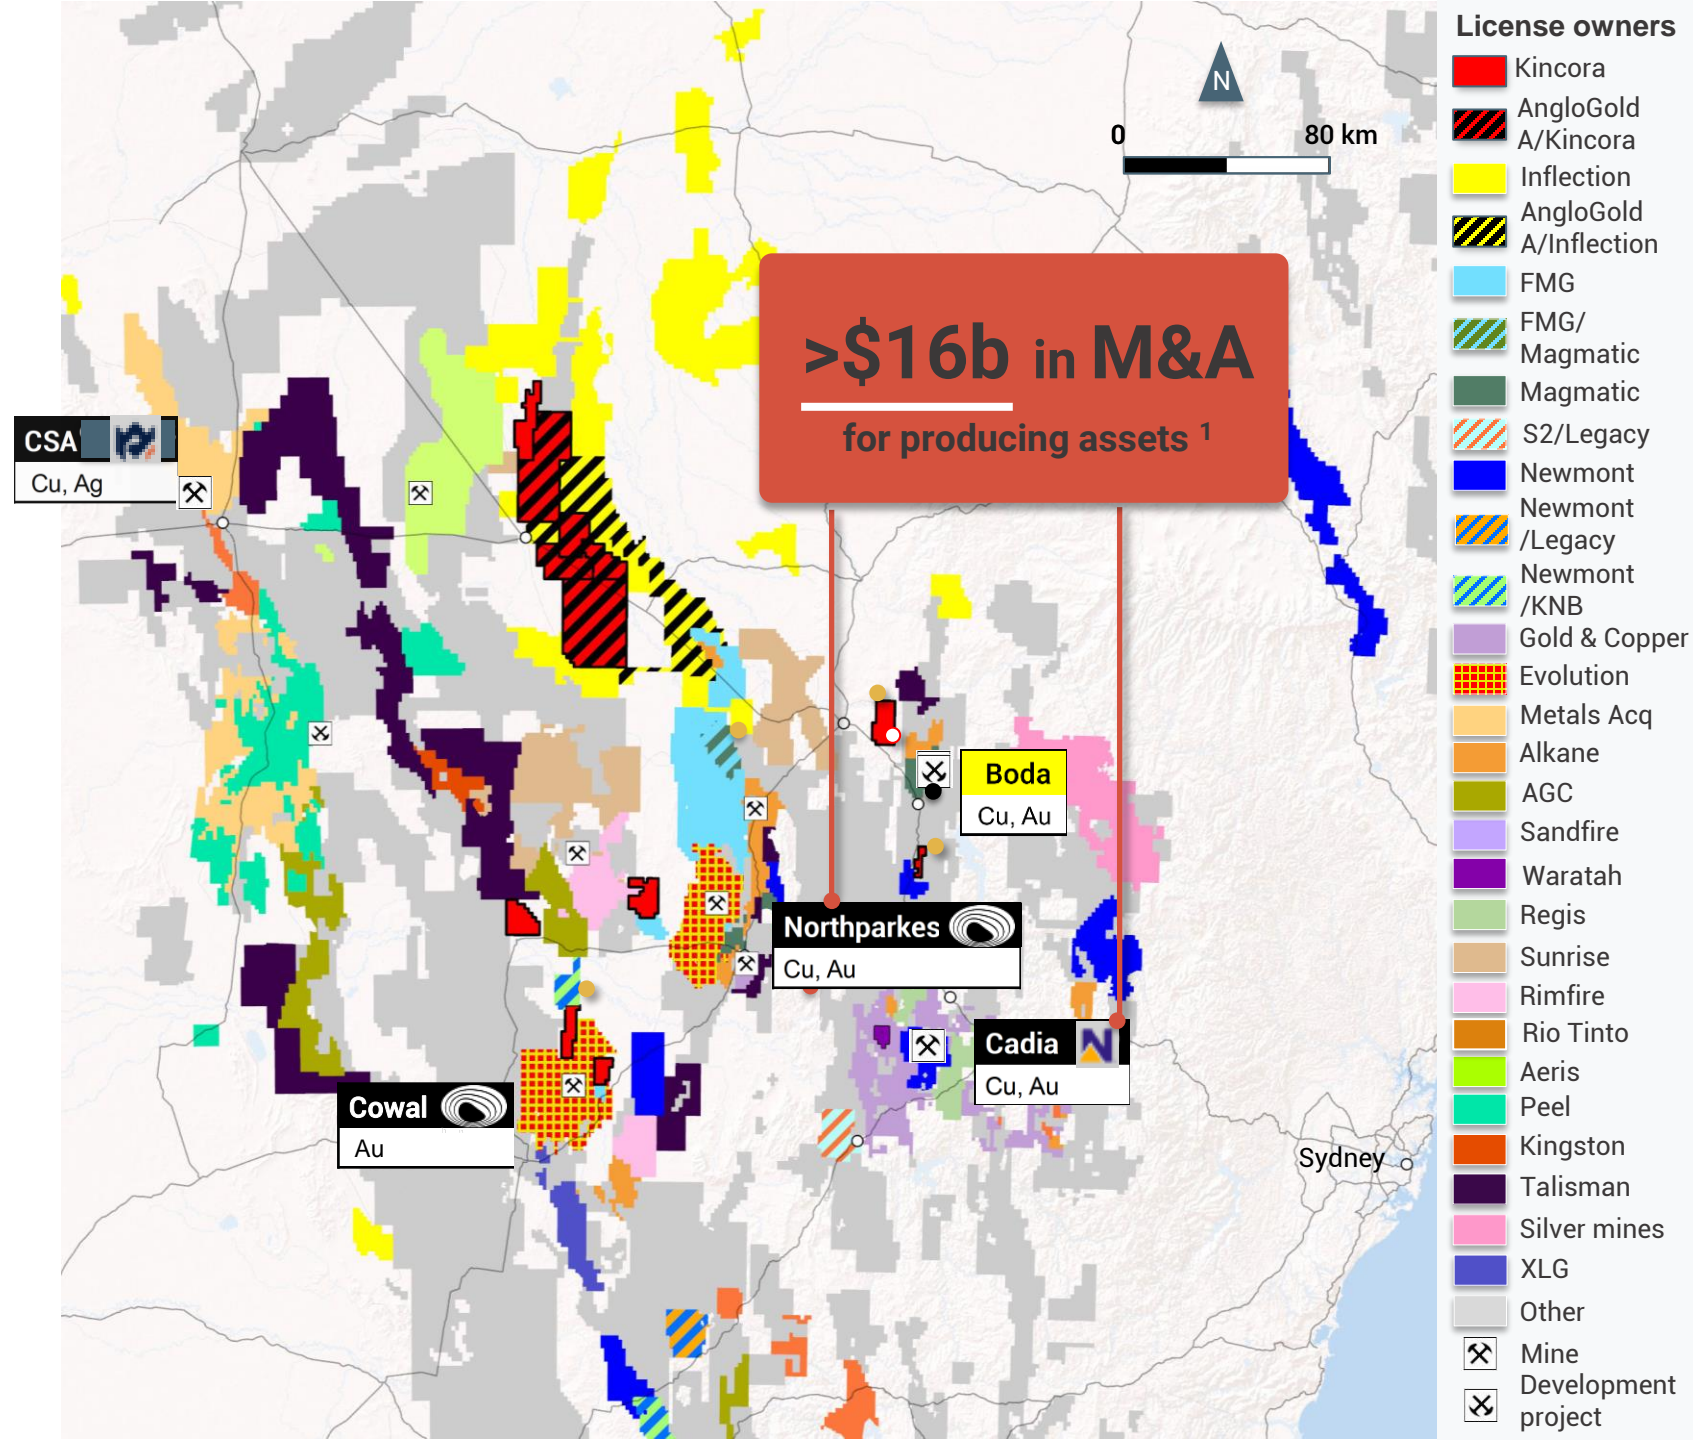 License owners
N
0 80 km
Kincora
AngloGold
A/Kincora
Inflection
AngloGold
A/Inflection
FMG
FMG/
Magmatic
Magmatic
S2/Legacy
Newmont
Newmont
/Legacy
Newmont
/KNB
Gold & Copper
Evolution
Metals Acq
Alkane
AGC
Sandfire
Waratah
Regis
Sunrise
Rimfire
Rio Tinto
Aeris
Peel
Kingston
Talisman
Silver mines
XLG
Other
Mine
Development
project
>$16b in M&A
for producing assets 1
CSA
Cu, Ag
Boda
Cu, Au
Northparkes
Cu, Au
Cadia N
Cu, Au
Cowal
Au
Sydney